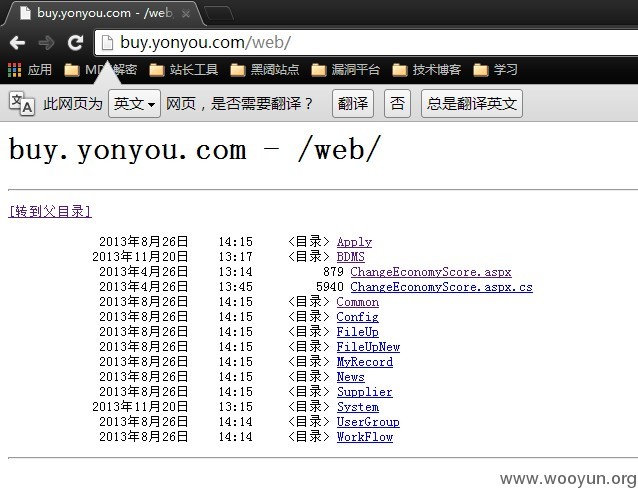 buy.yonyou.com - /web/
buy.yonyou.com/web/
应用 MD5解密 站长工具 黑阔站点 漏洞平台 技术博客 学习
此网页为 英文 网页，是否需要翻译？ 翻译 否 总是翻译英文
buy.yonyou.com - /web/
[转到父目录]
2013年8月26日 14:15 <目录> Apply
2013年11月20日 13:17 <目录> BDMS
2013年4月26日 13:14 879 ChangeEconomyScore.aspx
2013年4月26日 13:45 5940 ChangeEconomyScore.aspx.cs
2013年8月26日 14:15 <目录> Common
2013年8月26日 14:15 <目录> Config
2013年8月26日 14:15 <目录> FileUp
2013年8月26日 14:15 <目录> FileUpNew
2013年8月26日 14:15 <目录> MyRecord
2013年8月26日 14:15 <目录> News
2013年8月26日 14:15 <目录> Supplier
2013年11月20日 13:15 <目录> System
2013年8月26日 14:14 <目录> UserGroup
2013年8月26日 14:14 <目录> WorkFlow
www.wooyun.org